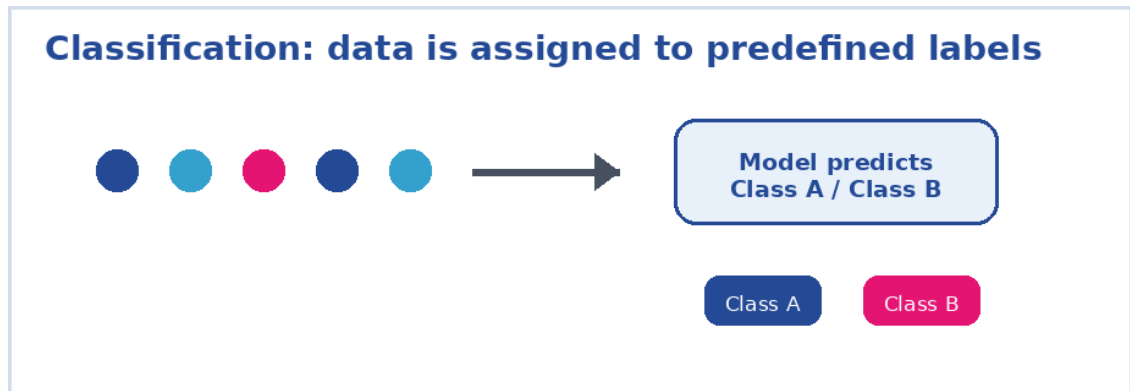 Classification: data is assigned to predefined labels
Model predicts
Class A / Class B
Class A
Class B